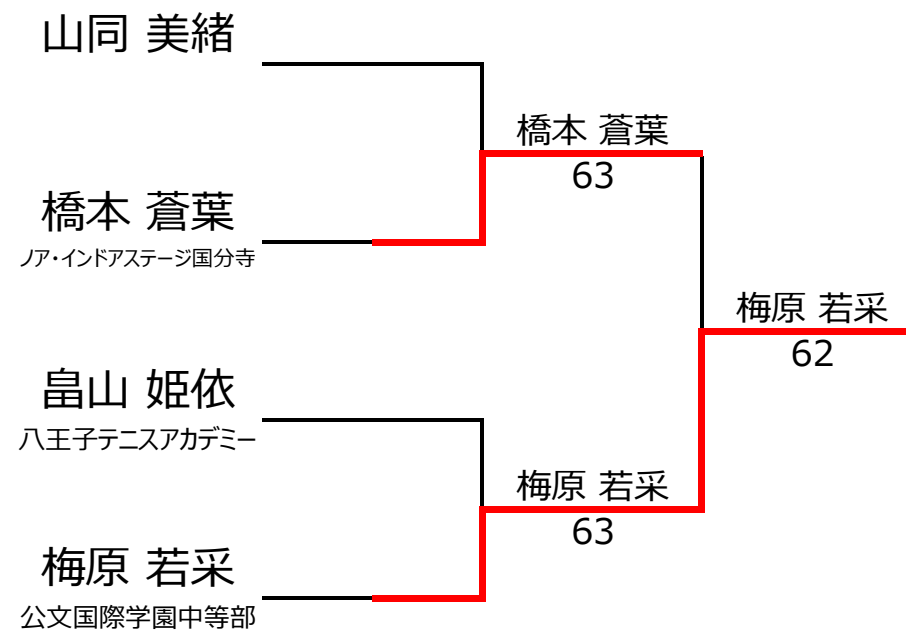 山同 美緒
橋本 蒼葉
63
橋本 蒼葉
ノア・インドアステージ国分寺
梅原 若采
62
畠山 姫依
八王子テニスアカデミー
梅原 若采
63
梅原 若采
公文国際学園中等部